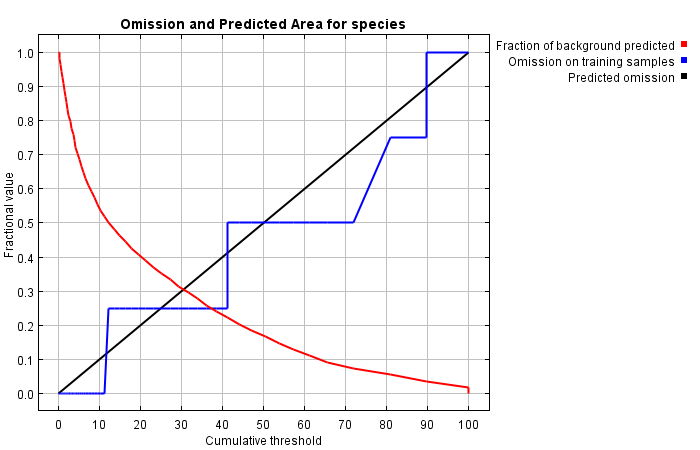 Omission and Predicted Area for species
Fraction of background predicted
Omission on training samples
Predicted omission
Fractional value
1.0
0.9
0.8
0.7
0.6
0.5
0.4
0.3
0.2
0.1
0.0
0 10 20 30 40 50 60 70 80 90 100
Cumulative threshold